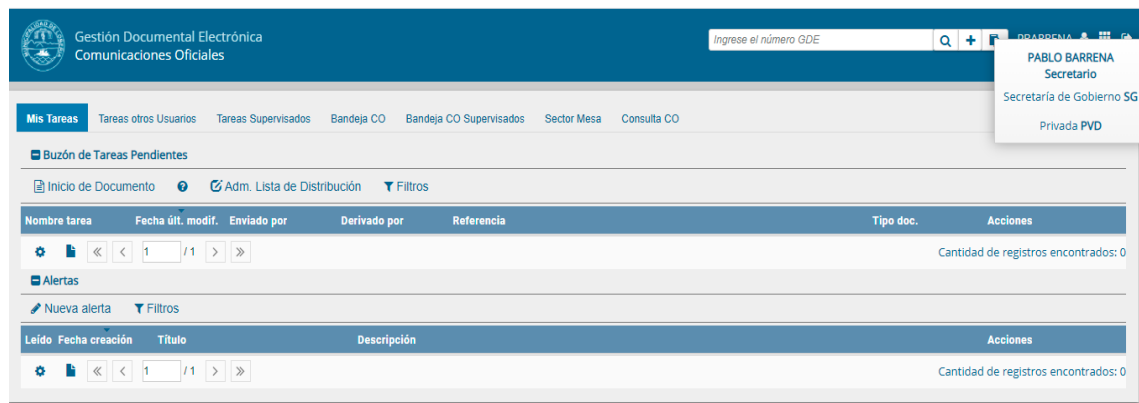 Gestión Documental Electrónica
Comunicaciones Oficiales
Ingrese el número GDE
PABLO BARRENA
Secretario
Secretaría de Gobierno SG
Privada PVD
Mis Tareas Tareas otros Usuarios Tareas Supervisados Bandeja CO Bandeja CO Supervisados Sector Mesa Consulta CO
Buzón de Tareas Pendientes
Inicio de Documento Adm. Lista de Distribución Filtros
Nombre tarea Fecha últ. modif. Enviado por Derivado por Referencia Tipo doc. Acciones
1 / 1 Cantidad de registros encontrados: 0
Alertas
Nueva alerta Filtros
Leído Fecha creación Título Descripción Acciones
1 / 1 Cantidad de registros encontrados: 0